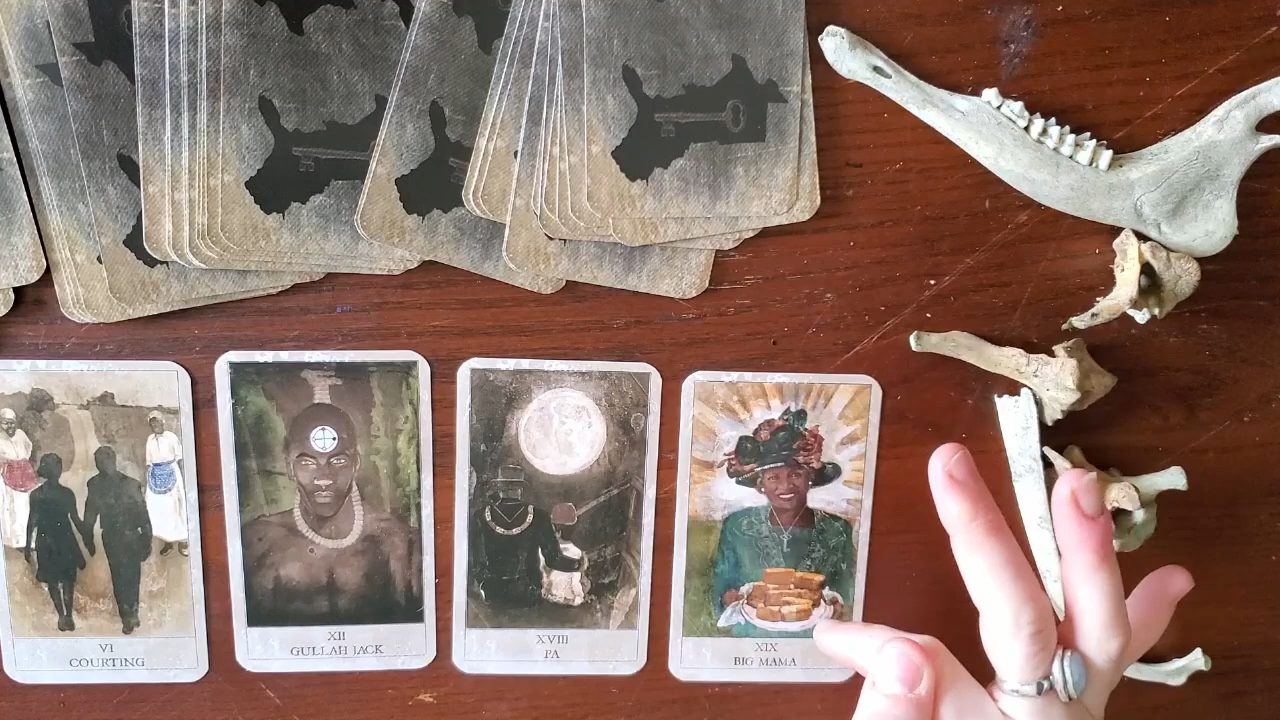 VI
COURTING
XII
GULLAH JACK
XVIII
PA
XIX
BIG MAMA